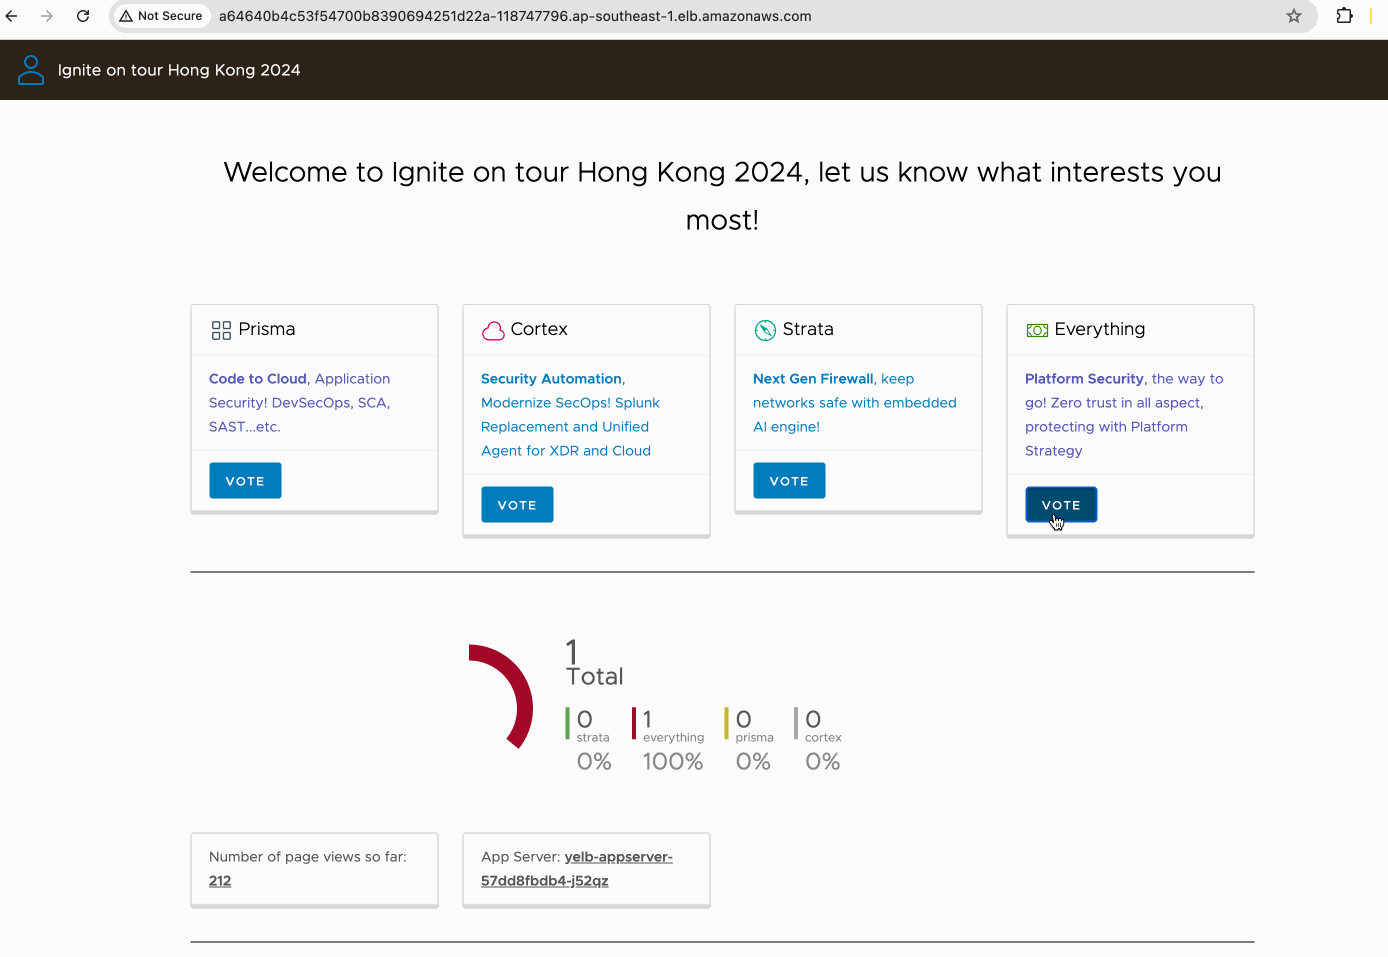 Not Secure a64640b4c53f54700b8390694251d22a-118747796.ap-southeast-1.elb.amazonaws.com
Ignite on tour Hong Kong 2024
Welcome to Ignite on tour Hong Kong 2024, let us know what interests you
most!
Prisma
Code to Cloud, Application
Security! DevSecOps, SCA,
SAST...etc.
VOTE
Cortex
Security Automation,
Modernize SecOps! Splunk
Replacement and Unified
Agent for XDR and Cloud
VOTE
Strata
Next Gen Firewall, keep
networks safe with embedded
AI engine!
VOTE
Everything
Platform Security, the way to
go! Zero trust in all aspect,
protecting with Platform
Strategy
VOTE
1
Total
0
strata
0%
1
everything
100%
0
prisma
0%
0
cortex
0%
Number of page views so far:
212
App Server: yelb-appserver-
57dd8fbdb4-j52qz